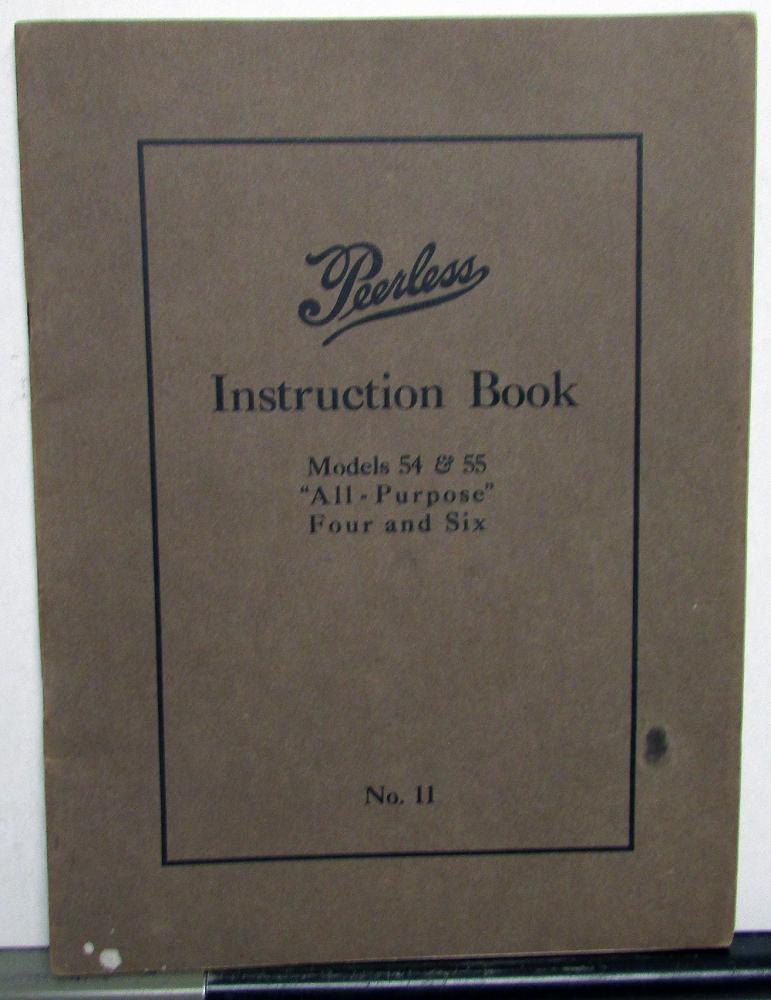 Peerless
Instruction Book
Models 54 & 55
"All-Purpose"
Four and Six
No. 11